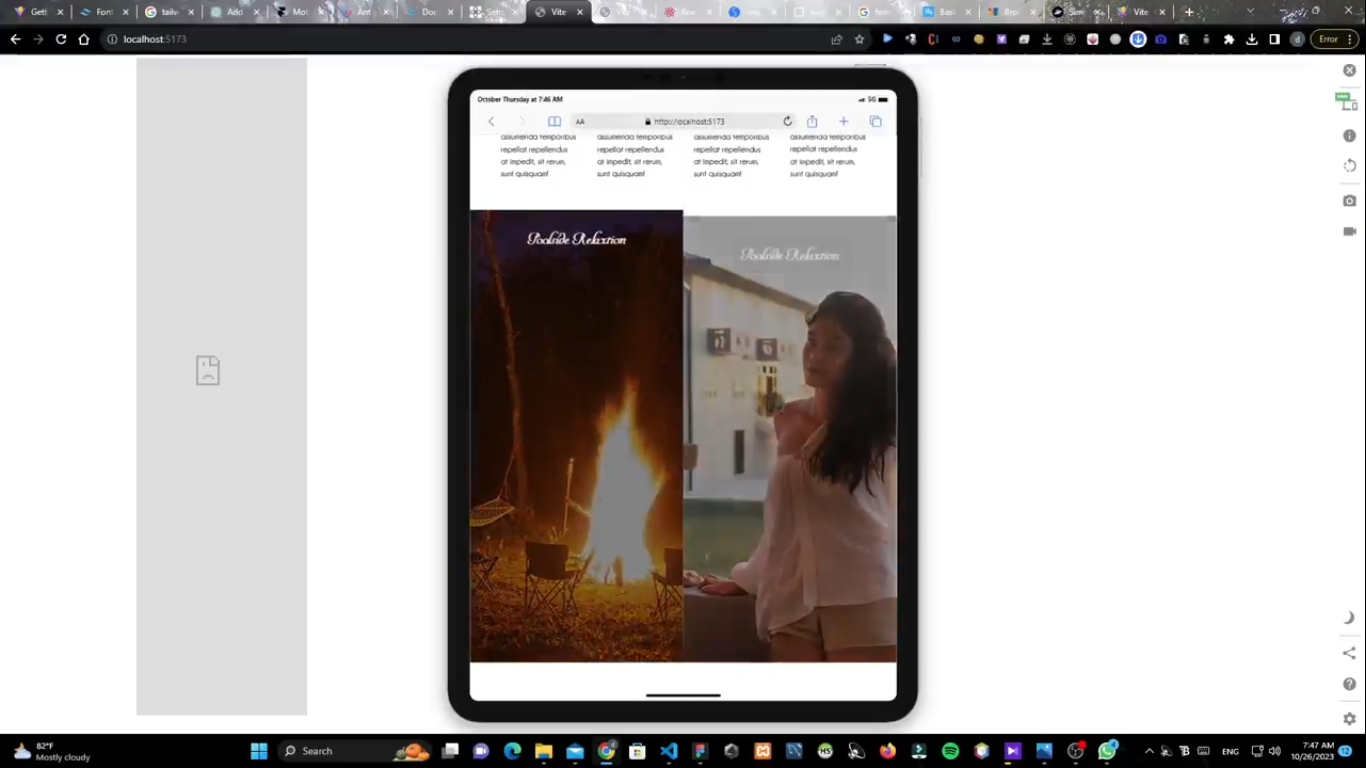 Gett
Font
tailw
Add
Mot
Ant
Doc
Vite
Rea
Basi
Bro
Vite
localhost:5173
Error
October Thursday at 7:46 AM
5G
AA
http://localhost:5173
assumenda temporibus assumenda temporibus assumenda temporibus assumenda temporibus
repellat repellendus repellat repellendus repellat repellendus repellat repellendus
at impedit, sit rerum, at impedit, sit rerum, at impedit, sit rerum, at impedit, sit rerum,
sunt quisquam! sunt quisquam! sunt quisquam! sunt quisquam!
Poolside Relaxtion
Poolside Relaxtion
82°F
Mostly cloudy
Search
HS
ENG
7:47 AM
10/26/2023
12